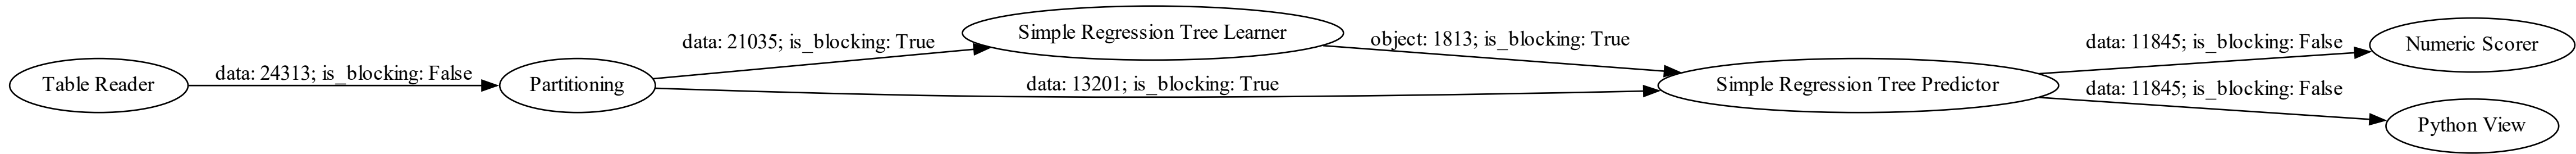 Table Reader
data: 24313; is_blocking: False
Partitioning
data: 21035; is_blocking: True
Simple Regression Tree Learner
object: 1813; is_blocking: True
data: 13201; is_blocking: True
Simple Regression Tree Predictor
data: 11845; is_blocking: False
Numeric Scorer
data: 11845; is_blocking: False
Python View